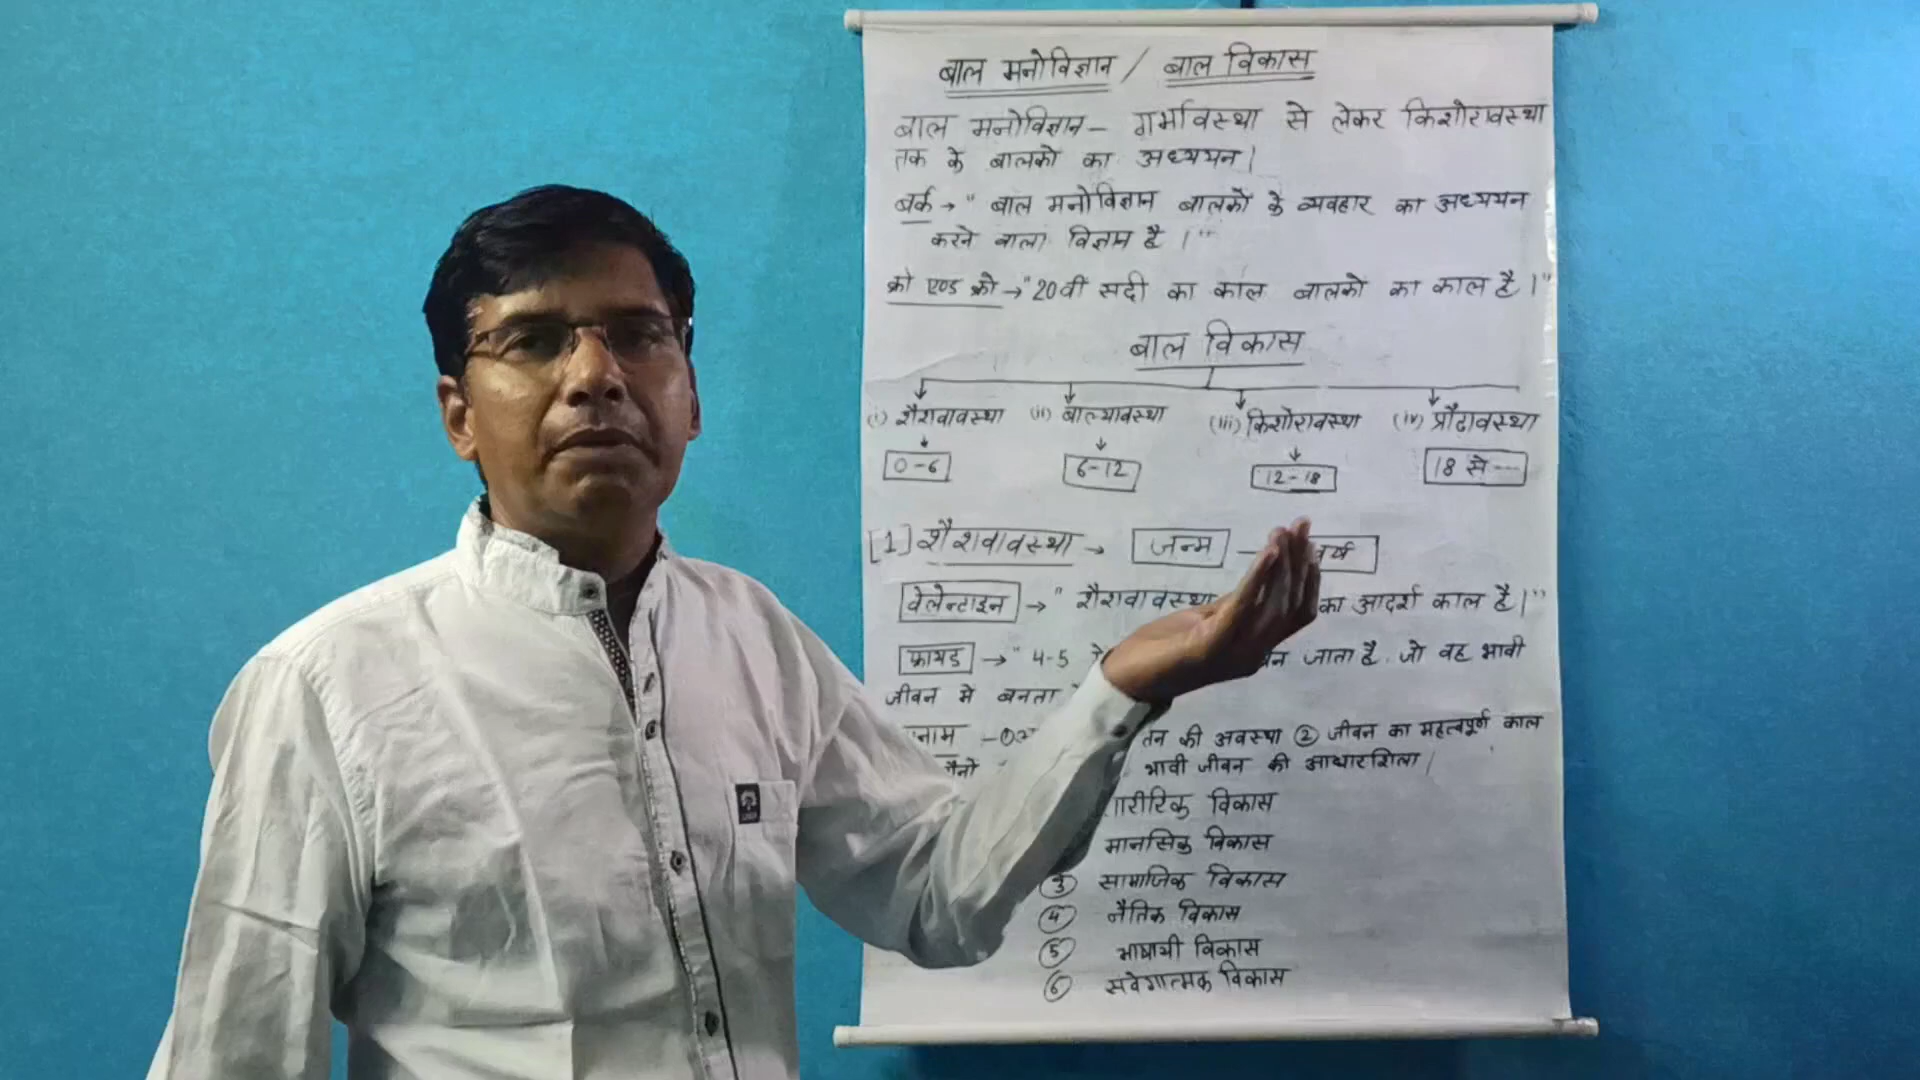 बाल मनोविज्ञान / बाल विकास
बाल मनोविज्ञान – गर्भावस्था से लेकर किशोरावस्था
तक के बालकों का अध्ययन।
बर्क → " बाल मनोविज्ञान बालकों के व्यवहार का अध्ययन
करने वाला विज्ञान है ।"
क्रो एण्ड क्रो → "20वीं सदी का काल बालकों का काल है।"
बाल विकास
(i) शैशवावस्था (ii) बाल्यावस्था (iii) किशोरावस्था (iv) प्रौढावस्था
0-6 6-12 12-18 18 से ---
[1] शैशवावस्था → जन्म – वर्ष
वेलेन्टाइन → " शैशवावस्था का आदर्श काल है।"
फ्रायड → " 4-5 जाता है. जो वह भावी
जीवन में बनता
नाम – ① की अवस्था ② जीवन का महत्वपूर्ण काल
भावी जीवन की आधारशिला।
विकास
मानसिक विकास
③ सामाजिक विकास
④ नैतिक विकास
⑤ भाषायी विकास
⑥ संवेगात्मक विकास